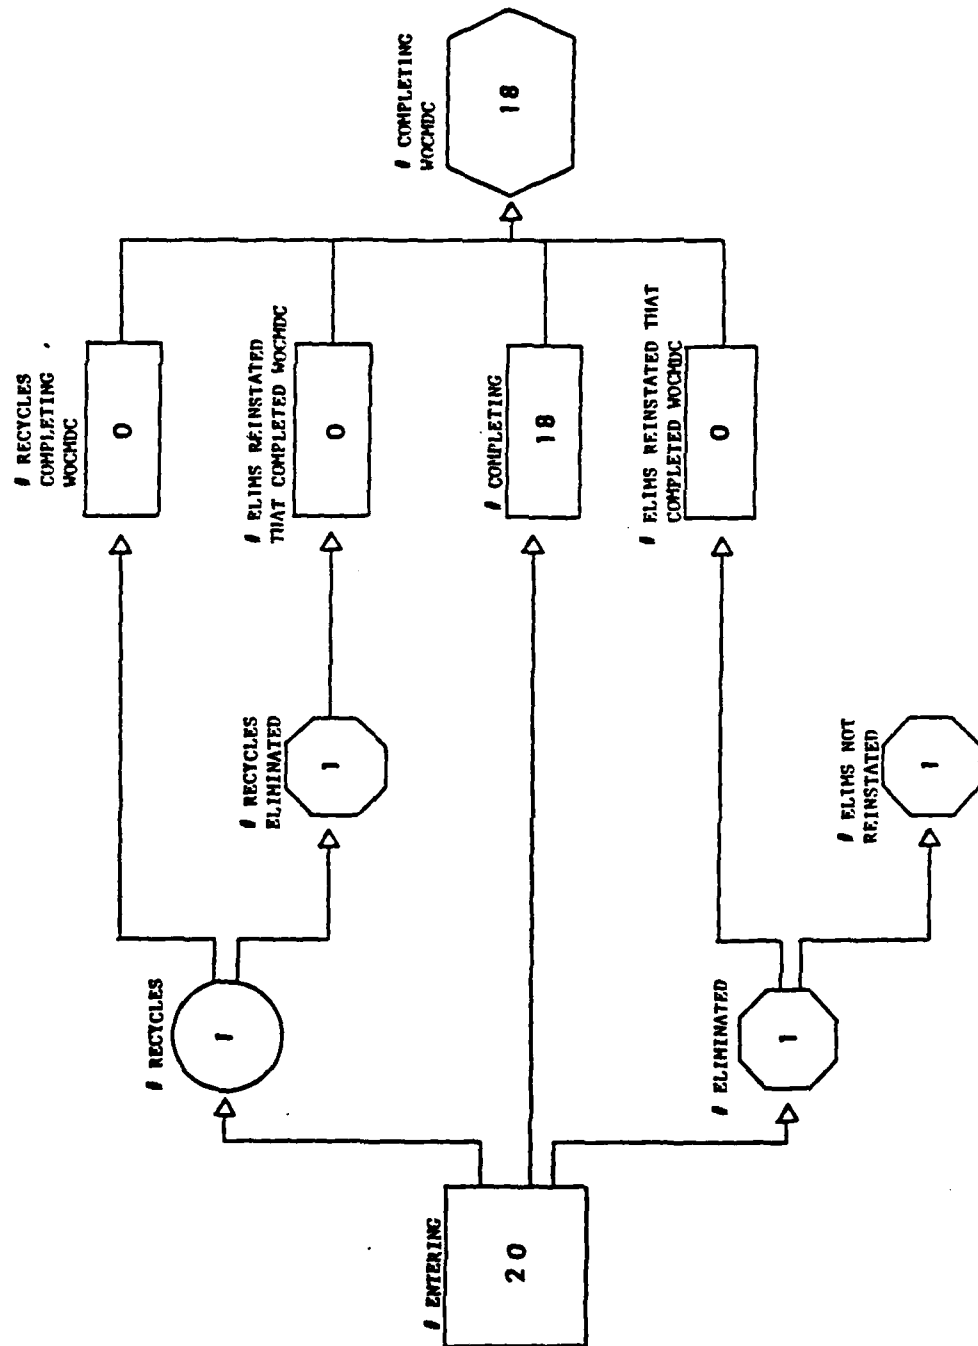 # ENTERING
20
# RECYCLES
1
# ELIMINATED
1
# RECYCLES
ELIMINATED
1
# ELIMS NOT
REINSTATED
1
# RECYCLES
COMPLETING
WOCMDC
0
# ELIMS REINSTATED
THAT COMPLETED WOCMDC
0
# COMPLETING
18
# ELIMS REINSTATED THAT
COMPLETED WOCMDC
0
# COMPLETING
WOCMDC
18